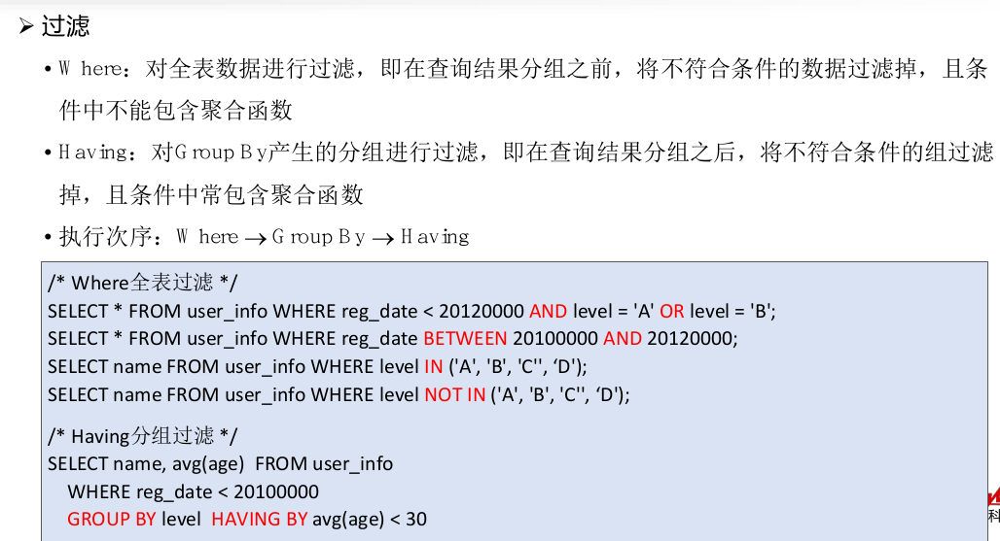 ➢ 过滤
• Where：对全表数据进行过滤，即在查询结果分组之前，将不符合条件的数据过滤掉，且条
件中不能包含聚合函数
• Having：对Group By产生的分组进行过滤，即在查询结果分组之后，将不符合条件的组过滤
掉，且条件中常包含聚合函数
• 执行次序：Where → Group By → Having
/* Where全表过滤 */
SELECT * FROM user_info WHERE reg_date < 20120000 AND level = 'A' OR level = 'B';
SELECT * FROM user_info WHERE reg_date BETWEEN 20100000 AND 20120000;
SELECT name FROM user_info WHERE level IN ('A', 'B', 'C'', ‘D');
SELECT name FROM user_info WHERE level NOT IN ('A', 'B', 'C'', ‘D');
/* Having分组过滤 */
SELECT name, avg(age) FROM user_info
WHERE reg_date < 20100000
GROUP BY level HAVING BY avg(age) < 30
科